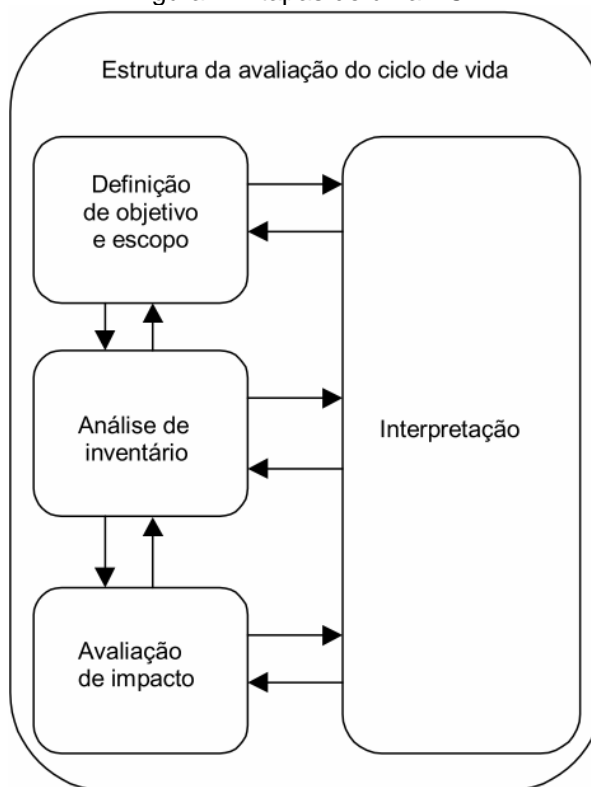 Estrutura da avaliação do ciclo de vida
Definição
de objetivo
e escopo
Análise de
inventário
Interpretação
Avaliação
de impacto